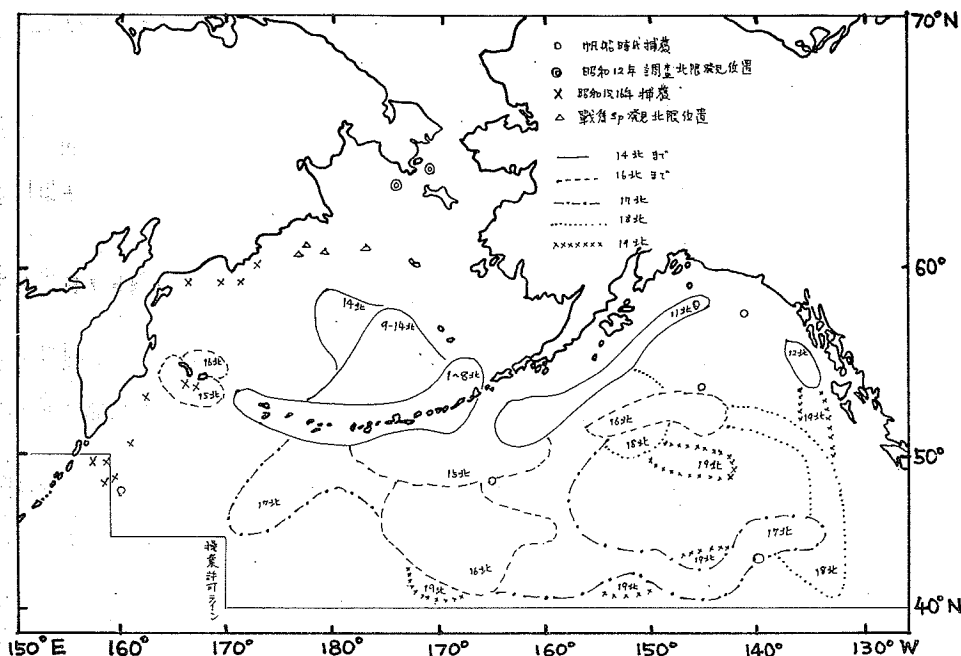 70°N
○ 帆船時代捕獲
◎ 昭和12年 調査北限発見位置
× 昭和15.16年 捕獲
△ 戦後sp発見北限位置
14北 まで
16北 まで
17北
18北
19北
60°
14北
9-14北
1~8北
11北
12北
16北
15北
19北
16北
18北
19北
50°
15北
17北
17北
19北
16北
18北
19北
19北
操業許可ライン
40°N
150°E
160°
170°
180°
170°
160°
150°
140°
130°W